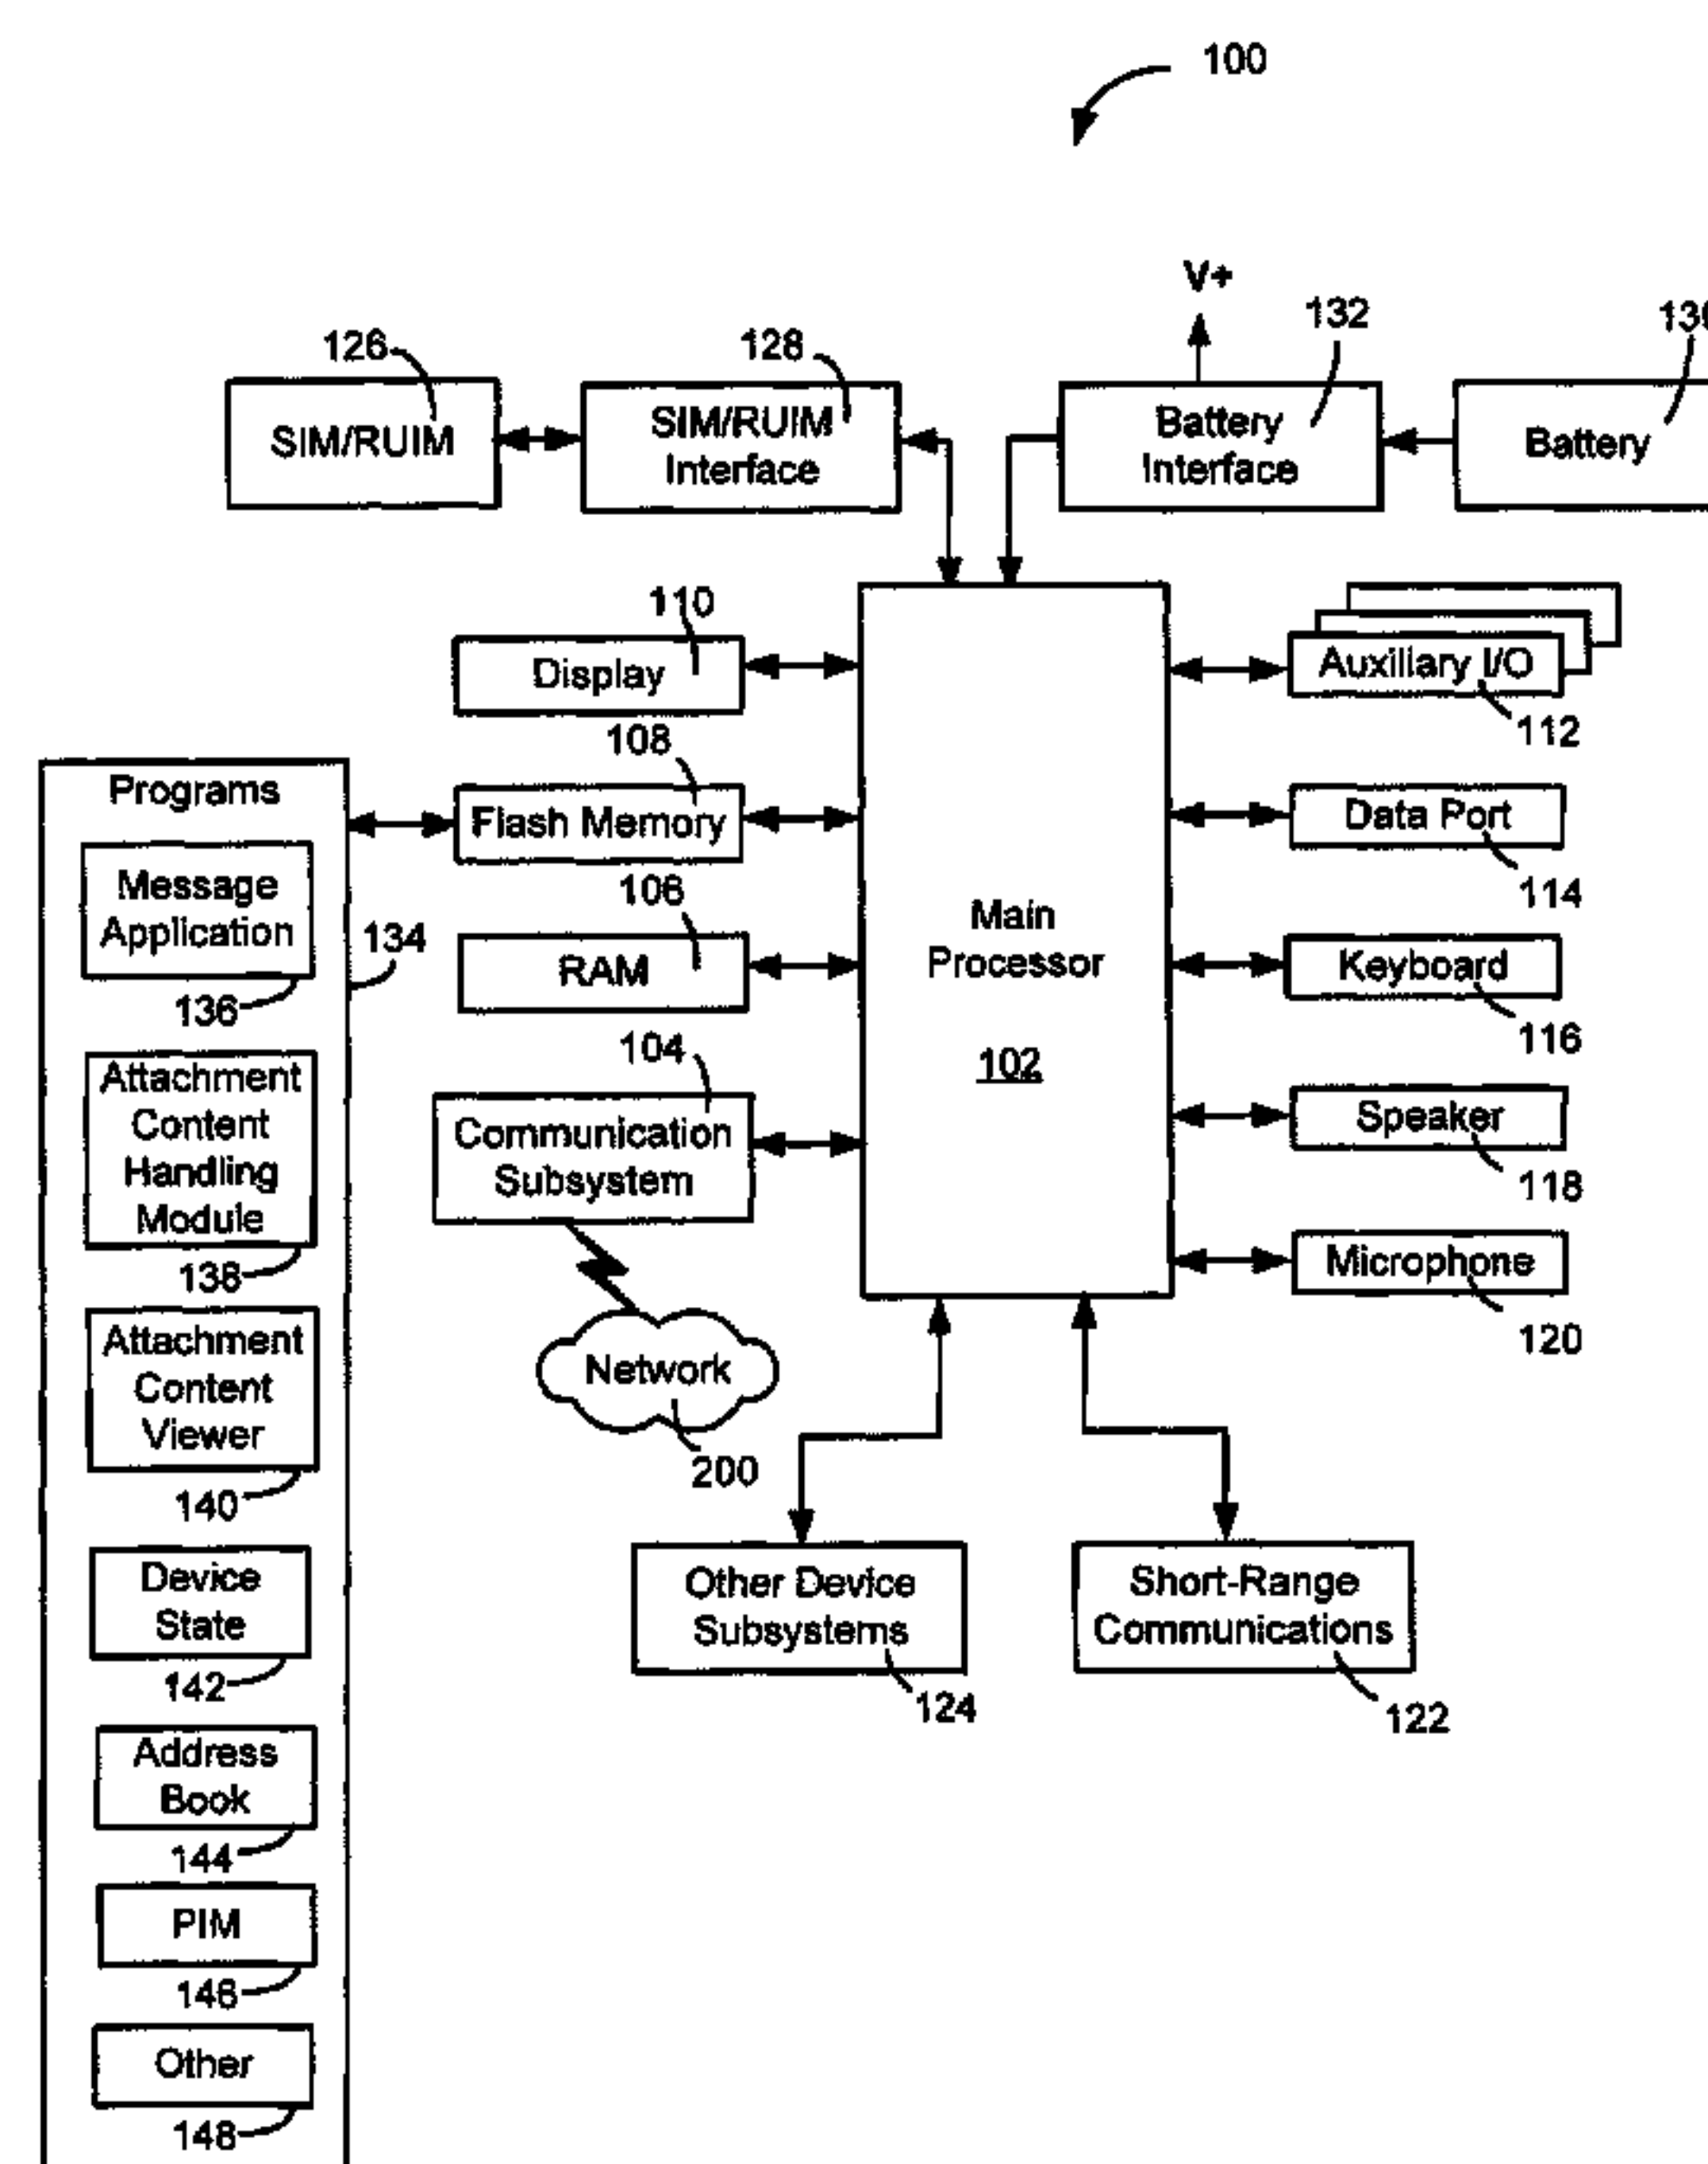 100
V+
126
128
132
SIM/RUIM
SIM/RUIM
Interface
Battery
Interface
Battery
110
Display
Auxiliary I/O
112
108
Programs
Flash Memory
Data Port
114
Message
Application
136
134
106
RAM
Main
Processor
102
Keyboard
116
104
Communication
Subsystem
Speaker
118
Attachment
Content
Handling
Module
138
Microphone
120
Network
200
Attachment
Content
Viewer
140
Device
State
142
Other Device
Subsystems
124
Short-Range
Communications
122
Address
Book
144
PIM
146
Other
148